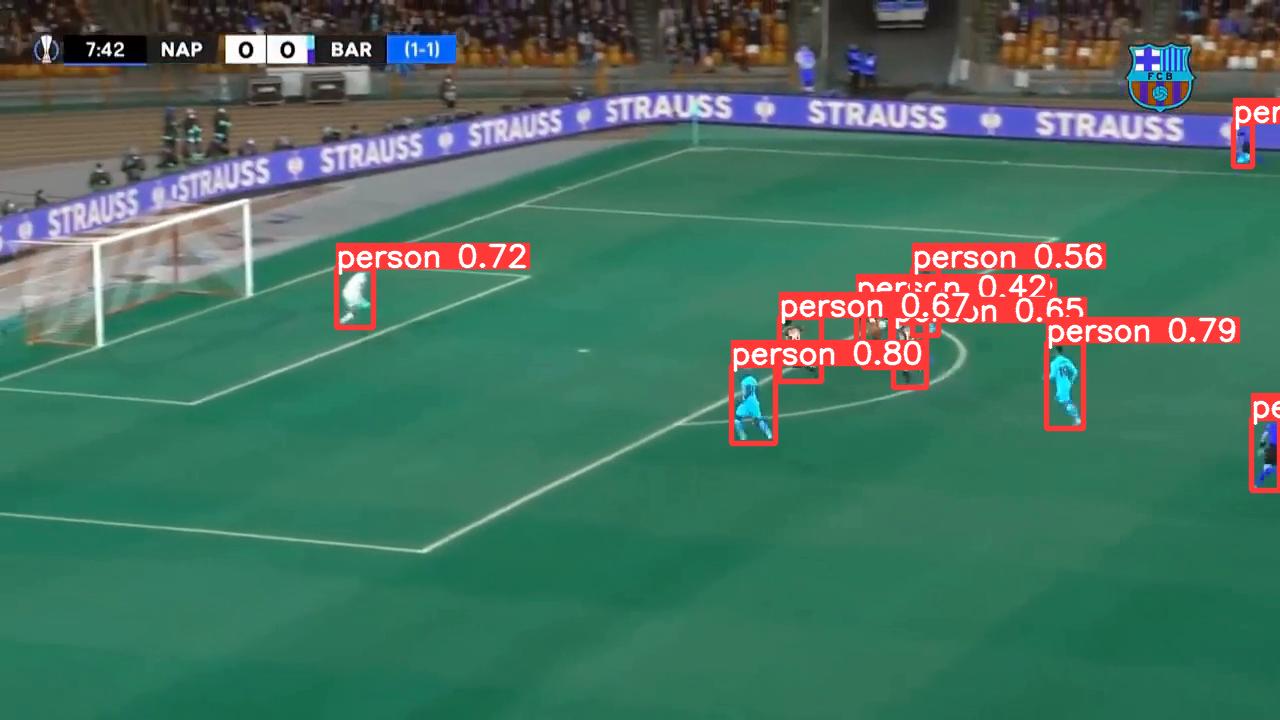 7:42 NAP 0 0 BAR (1-1)
FCB
STRAUSS STRAUSS STRAUSS STRAUSS STRAUSS STRAUSS STRAUSS
per
person 0.72
person 0.56
person 0.42
person 0.67
person 0.65
person 0.79
person 0.80
pe